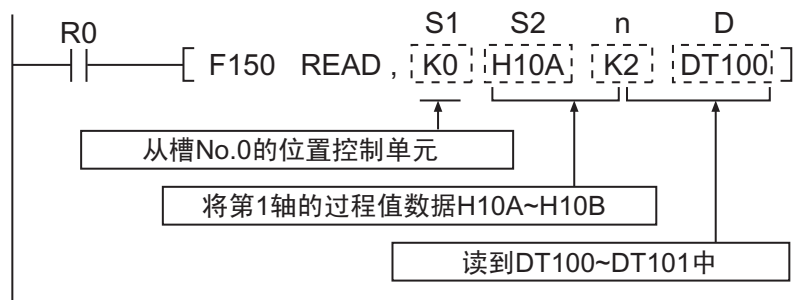 S1 S2 n D
R0
F150 READ , K0 H10A K2 DT100
从槽No.0的位置控制单元
将第1轴的过程值数据H10A~H10B
读到DT100~DT101中